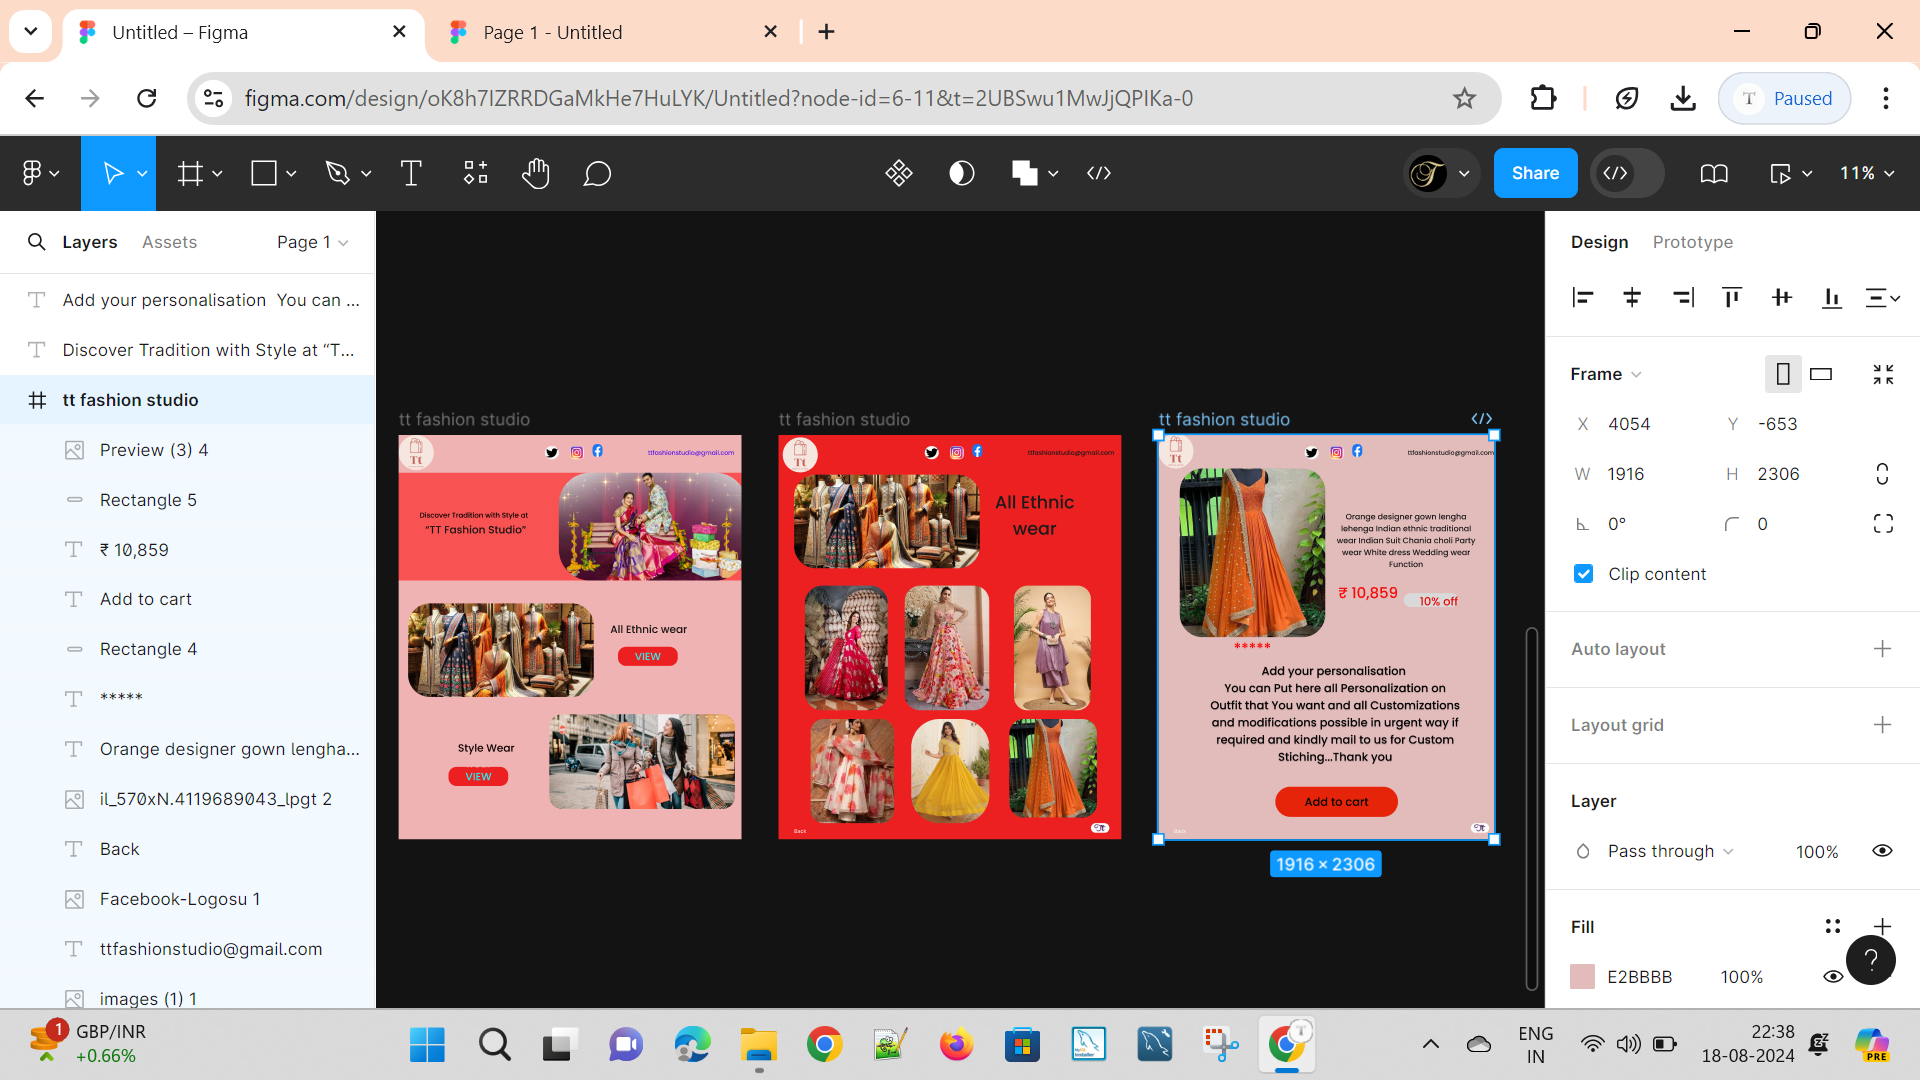 Untitled – Figma
Page 1 - Untitled
figma.com/design/oK8h7IZRRDGaMkHe7HuLYK/Untitled?node-id=6-11&t=2UBSwu1MwJjQPIKa-0
T Paused
Share
11%
Layers
Assets
Page 1
Add your personalisation You can ...
Discover Tradition with Style at “T...
tt fashion studio
Preview (3) 4
Rectangle 5
₹ 10,859
Add to cart
Rectangle 4
*****
Orange designer gown lengha...
il_570xN.4119689043_lpgt 2
Back
Facebook-Logosu 1
ttfashionstudio@gmail.com
images (1) 1
tt fashion studio
Tt
ttfashionstudio@gmail.com
Discover Tradition with Style at
“TT Fashion Studio”
All Ethnic wear
VIEW
Style Wear
VIEW
tt fashion studio
Tt
ttfashionstudio@gmail.com
All Ethnic
wear
Back
tt fashion studio
Tt
ttfashionstudio@gmail.com
Orange designer gown lengha
lehenga Indian ethnic traditional
wear Indian Suit Chania choli Party
wear White dress Wedding wear
Function
₹ 10,859
10% off
*****
Add your personalisation
You can Put here all Personalization on
Outfit that You want and all Customizations
and modifications possible in urgent way if
required and kindly mail to us for Custom
Stiching...Thank you
Add to cart
Back
1916 × 2306
Design
Prototype
Frame
X 4054
Y -653
W 1916
H 2306
0°
0
Clip content
Auto layout
Layout grid
Layer
Pass through
100%
Fill
E2BBBB
100%
?
1
GBP/INR
+0.66%
ENG
IN
22:38
18-08-2024
PRE